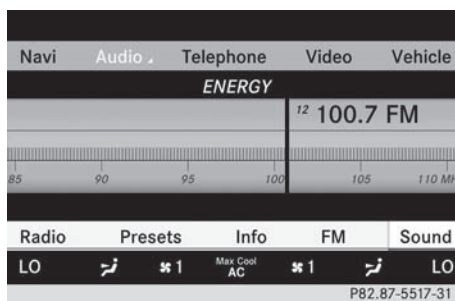 Navi Audio Telephone Video Vehicle
ENERGY
12 100.7 FM
85 90 95 100 105 110 MH
Radio Presets Info FM Sound
LO 1 Max Cool AC 1 LO
P82.87-5517-31